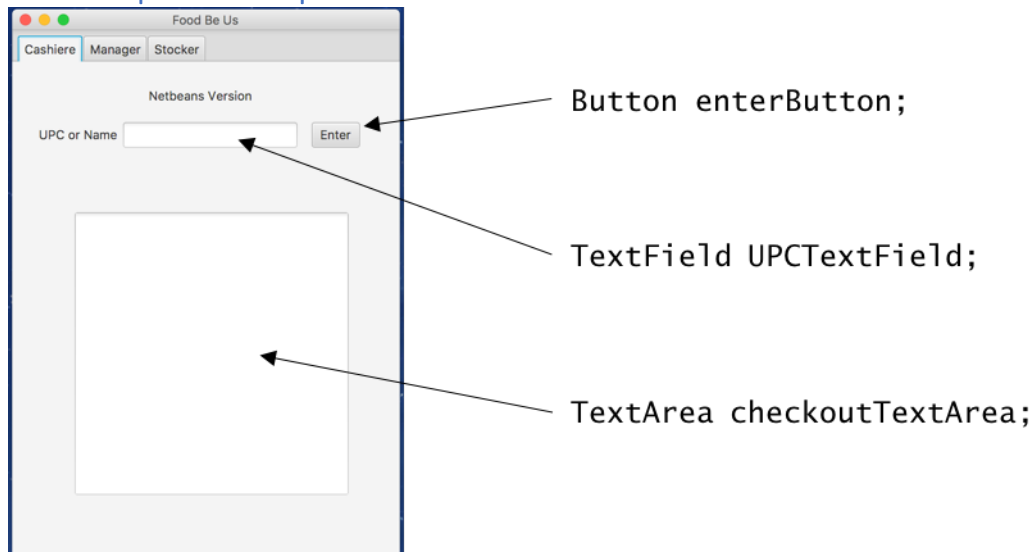 Food Be Us
Cashiere Manager Stocker
Netbeans Version
Button enterButton;
UPC or Name Enter
TextField UPCTextField;
TextArea checkoutTextArea;